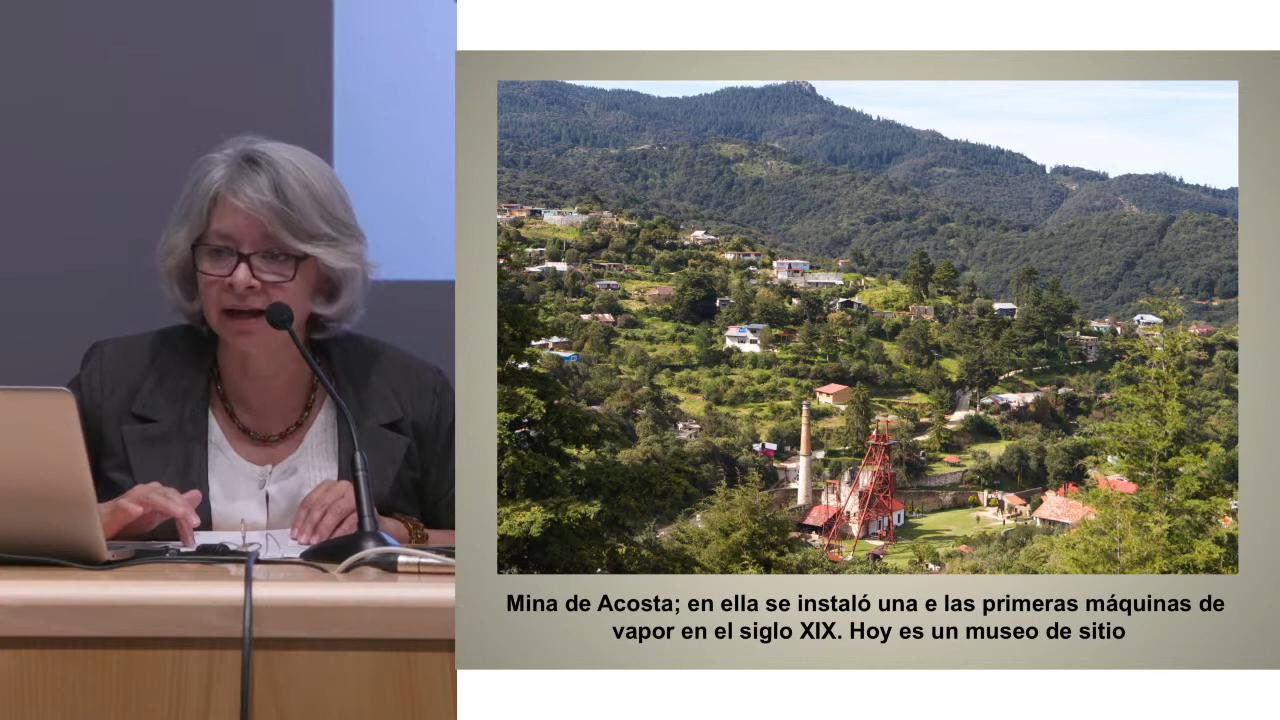 Mina de Acosta; en ella se instaló una e las primeras máquinas de
vapor en el siglo XIX. Hoy es un museo de sitio